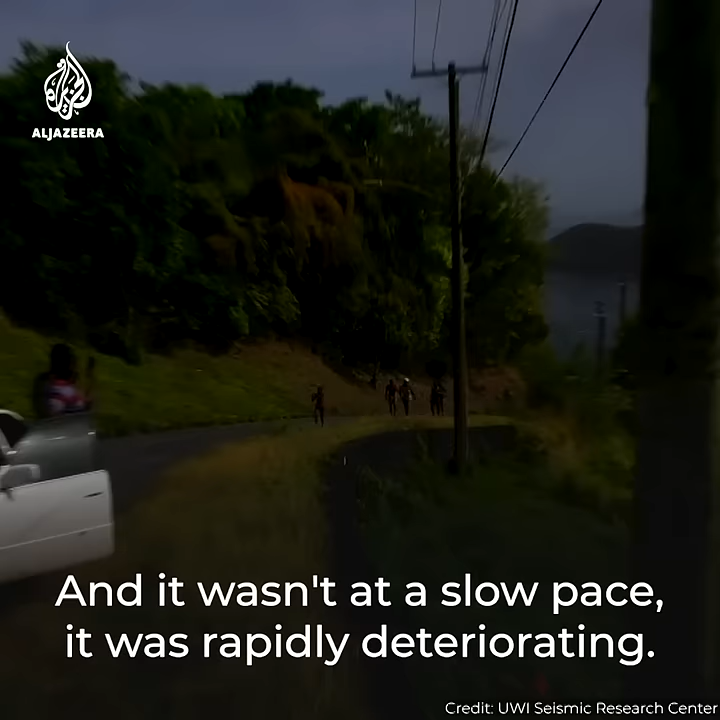 ALJAZEERA
And it wasn't at a slow pace,
it was rapidly deteriorating.
Credit: UWI Seismic Research Center